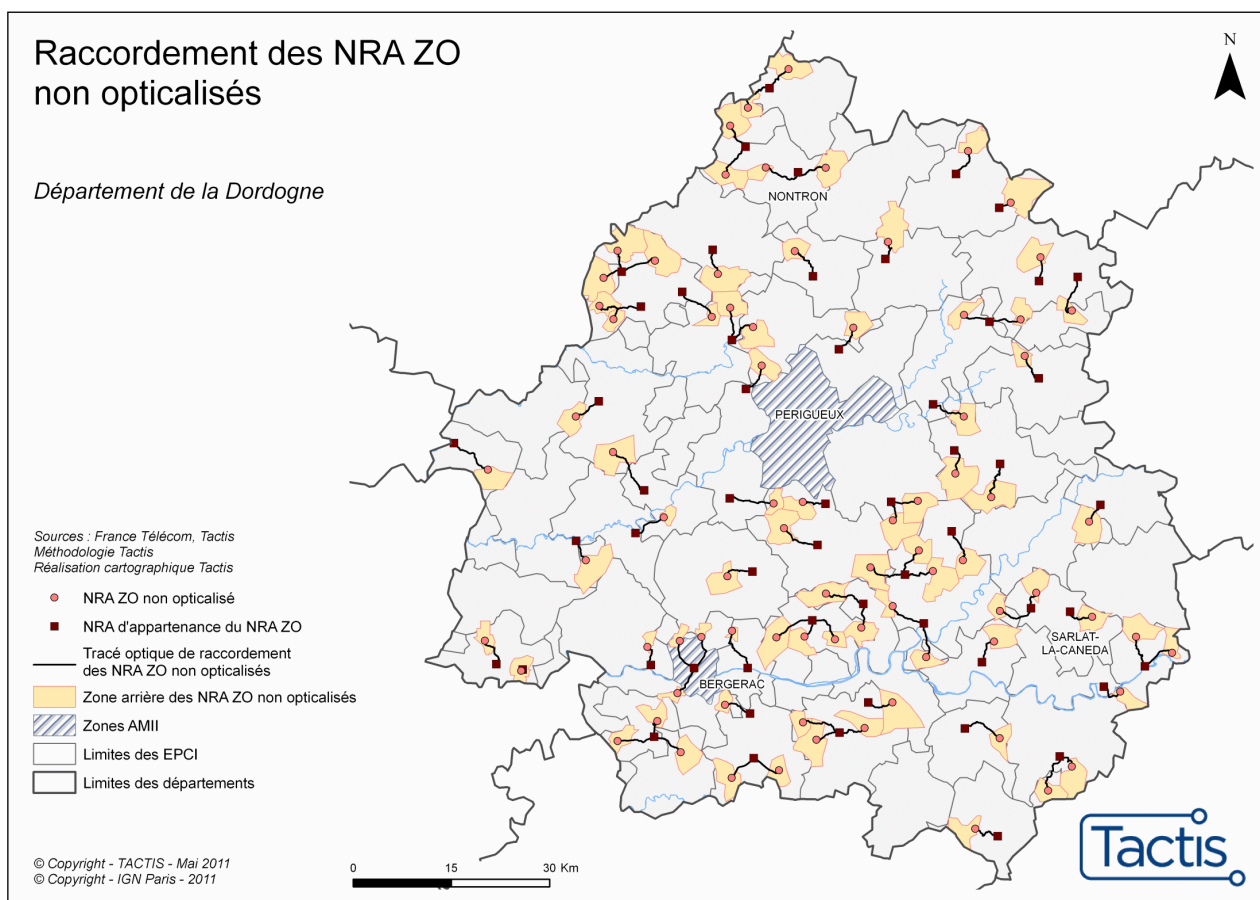 Raccordement des NRA ZO
non opticalisés
Département de la Dordogne
N
NONTRON
PERIGUEUX
BERGERAC
SARLAT-
LA-CANEDA
Sources : France Télécom, Tactis
Méthodologie Tactis
Réalisation cartographique Tactis
NRA ZO non opticalisé
NRA d'appartenance du NRA ZO
Tracé optique de raccordement
des NRA ZO non opticalisés
Zone arrière des NRA ZO non opticalisés
Zones AMII
Limites des EPCI
Limites des départements
© Copyright - TACTIS - Mai 2011
© Copyright - IGN Paris - 2011
0 15 30 Km
Tactis